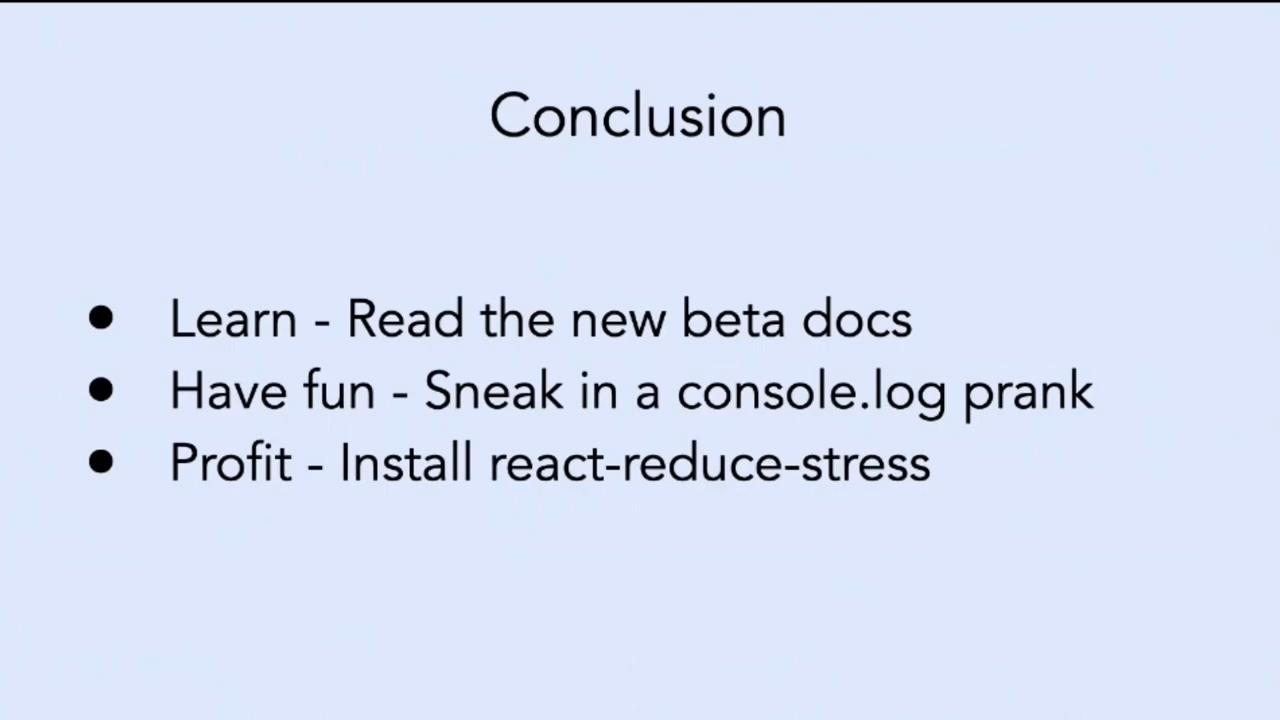 Conclusion
● Learn - Read the new beta docs
● Have fun - Sneak in a console.log prank
● Profit - Install react-reduce-stress